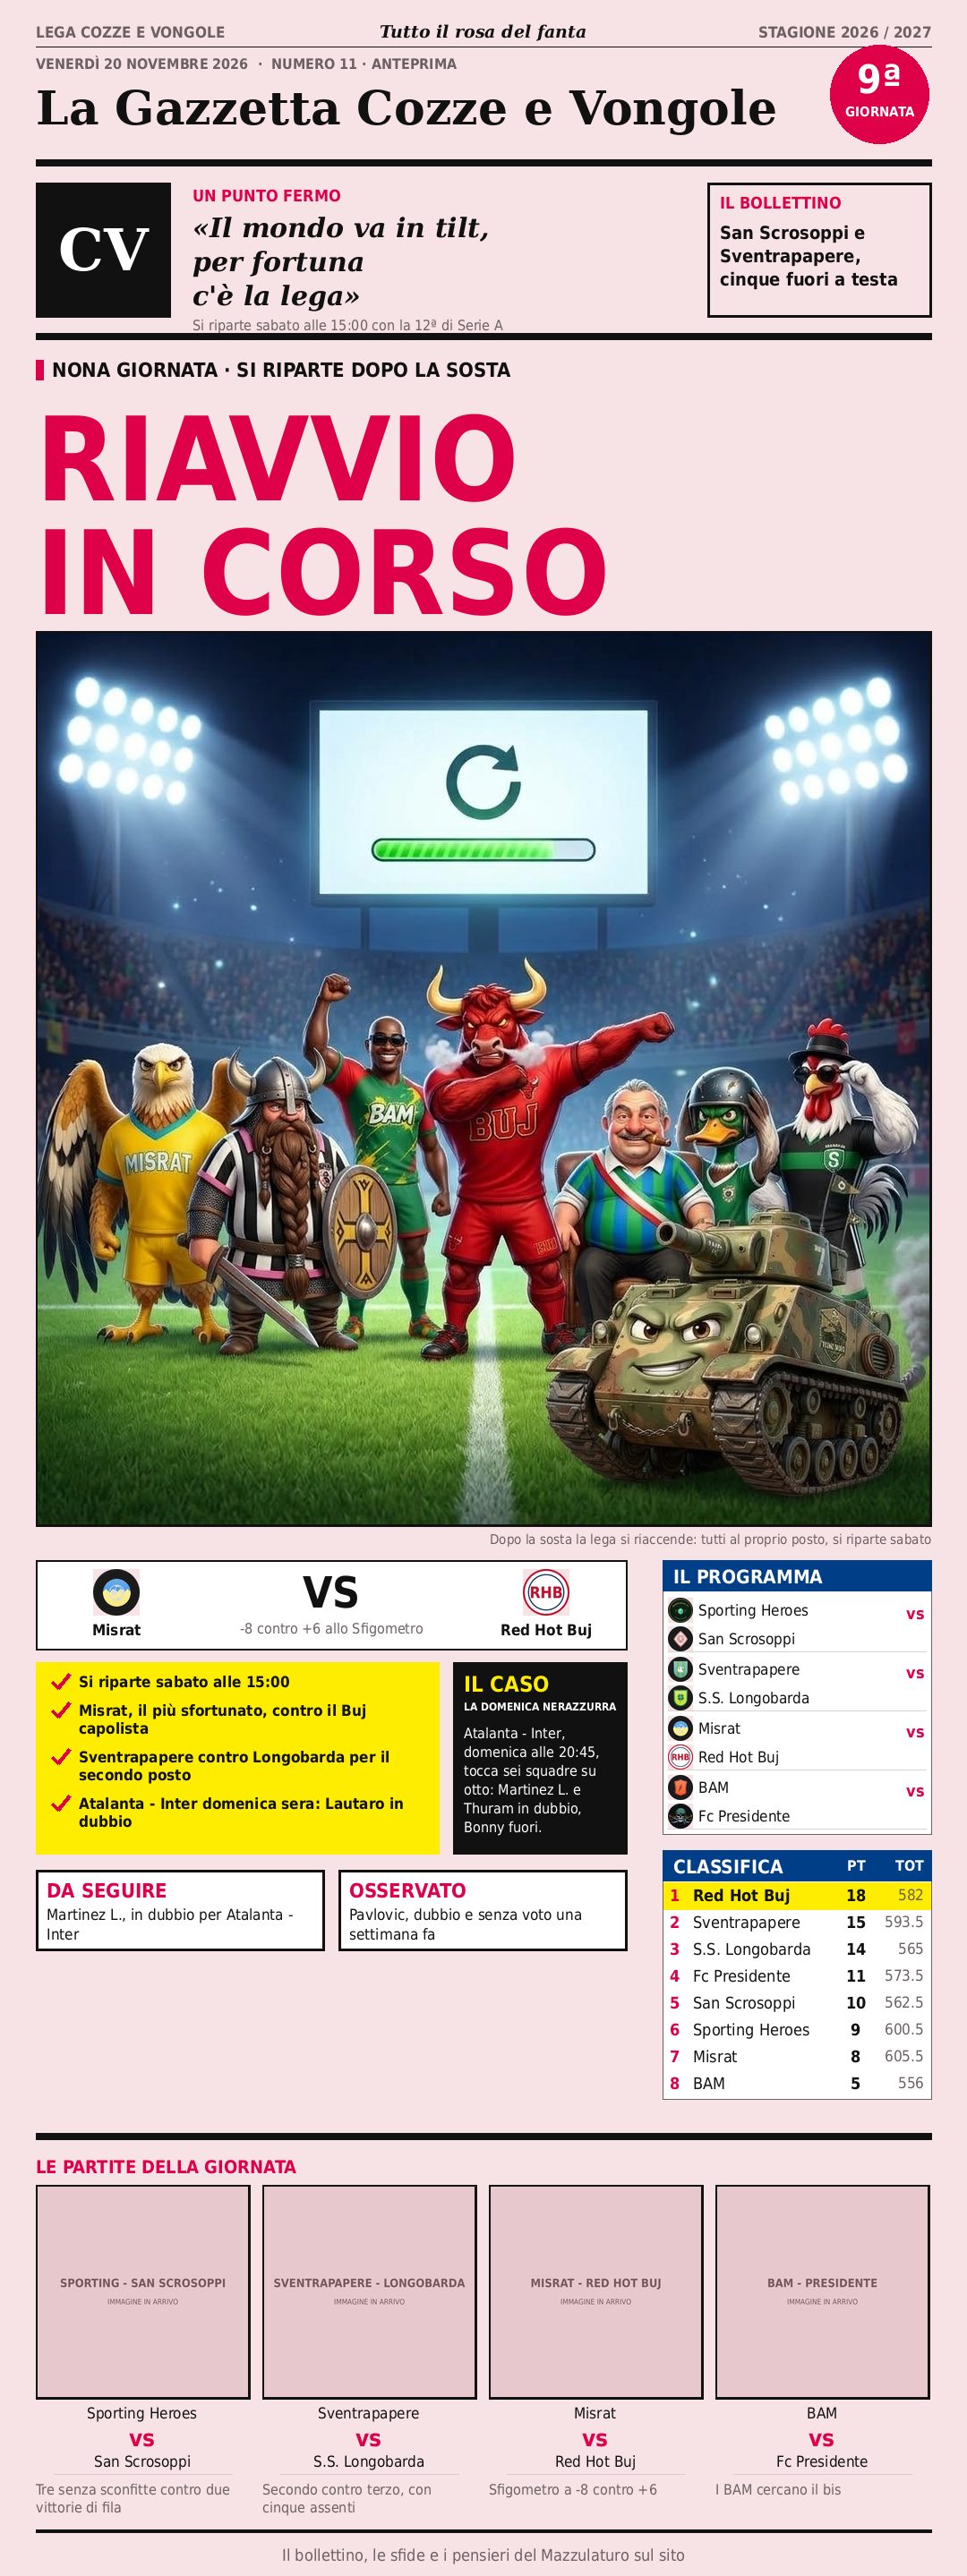 LEGA COZZE E VONGOLE
Tutto il rosa del fanta
STAGIONE 2026 / 2027
VENERDÌ 20 NOVEMBRE 2026 · NUMERO 11 · ANTEPRIMA
La Gazzetta Cozze e Vongole
9ª
GIORNATA
CV
UN PUNTO FERMO
«Il mondo va in tilt,
per fortuna
c'è la lega»
Si riparte sabato alle 15:00 con la 12ª di Serie A
IL BOLLETTINO
San Scrosoppi e
Sventrapapere,
cinque fuori a testa
NONA GIORNATA · SI RIPARTE DOPO LA SOSTA
RIAVVIO
IN CORSO
MISRAT
BAM
BUJ
S
Dopo la sosta la lega si riaccende: tutti al proprio posto, si riparte sabato
Misrat
VS
-8 contro +6 allo Sfigometro
RHB
Red Hot Buj
Si riparte sabato alle 15:00
Misrat, il più sfortunato, contro il Buj
capolista
Sventrapapere contro Longobarda per il
secondo posto
Atalanta - Inter domenica sera: Lautaro in
dubbio
IL CASO
LA DOMENICA NERAZZURRA
Atalanta - Inter,
domenica alle 20:45,
tocca sei squadre su
otto: Martinez L. e
Thuram in dubbio,
Bonny fuori.
DA SEGUIRE
Martinez L., in dubbio per Atalanta -
Inter
OSSERVATO
Pavlovic, dubbio e senza voto una
settimana fa
IL PROGRAMMA
Sporting Heroes
vs
San Scrosoppi
Sventrapapere
vs
S.S. Longobarda
Misrat
vs
RHB
Red Hot Buj
BAM
vs
Fc Presidente
CLASSIFICA PT TOT
1 Red Hot Buj 18 582
2 Sventrapapere 15 593.5
3 S.S. Longobarda 14 565
4 Fc Presidente 11 573.5
5 San Scrosoppi 10 562.5
6 Sporting Heroes 9 600.5
7 Misrat 8 605.5
8 BAM 5 556
LE PARTITE DELLA GIORNATA
SPORTING - SAN SCROSOPPI
IMMAGINE IN ARRIVO
Sporting Heroes
VS
San Scrosoppi
Tre senza sconfitte contro due
vittorie di fila
SVENTRAPAPERE - LONGOBARDA
IMMAGINE IN ARRIVO
Sventrapapere
VS
S.S. Longobarda
Secondo contro terzo, con
cinque assenti
MISRAT - RED HOT BUJ
IMMAGINE IN ARRIVO
Misrat
VS
Red Hot Buj
Sfigometro a -8 contro +6
BAM - PRESIDENTE
IMMAGINE IN ARRIVO
BAM
VS
Fc Presidente
I BAM cercano il bis
Il bollettino, le sfide e i pensieri del Mazzulaturo sul sito